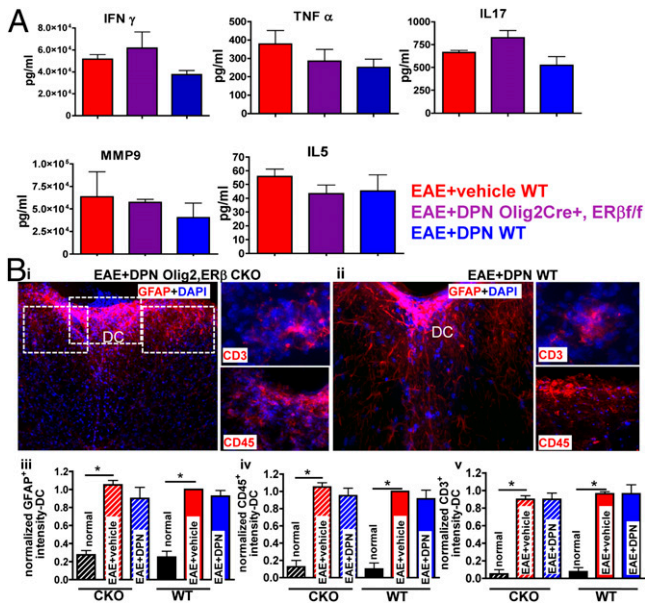 A
IFN γ
pg/ml
8.0×10⁴
6.0×10⁴
4.0×10⁴
2.0×10⁴
0
TNF α
pg/ml
500
400
300
200
100
0
IL17
pg/ml
1000
750
500
250
0
MMP9
pg/ml
1.0×10⁶
7.5×10⁵
5.0×10⁵
2.5×10⁵
0
IL5
pg/ml
60
50
40
30
20
10
0
EAE+vehicle WT
EAE+DPN Olig2Cre+, ERβf/f
EAE+DPN WT
B
i EAE+DPN Olig2,ERβ CKO
GFAP+DAPI
DC
CD3
CD45
ii EAE+DPN WT
GFAP+DAPI
DC
CD3
CD45
iii
normalized GFAP⁺
intensity-DC
1.2
1.0
0.8
0.6
0.4
0.2
0.0
*
*
normal
EAE+vehicle
EAE+DPN
normal
EAE+vehicle
EAE+DPN
CKO WT
iv
normalized CD45⁺
intensity-DC
1.2
1.0
0.8
0.6
0.4
0.2
0.0
*
*
normal
EAE+vehicle
EAE+DPN
normal
EAE+vehicle
EAE+DPN
CKO WT
v
normalized CD3⁺
intensity-DC
1.2
1.0
0.8
0.6
0.4
0.2
0.0
*
*
normal
EAE+vehicle
EAE+DPN
normal
EAE+vehicle
EAE+DPN
CKO WT